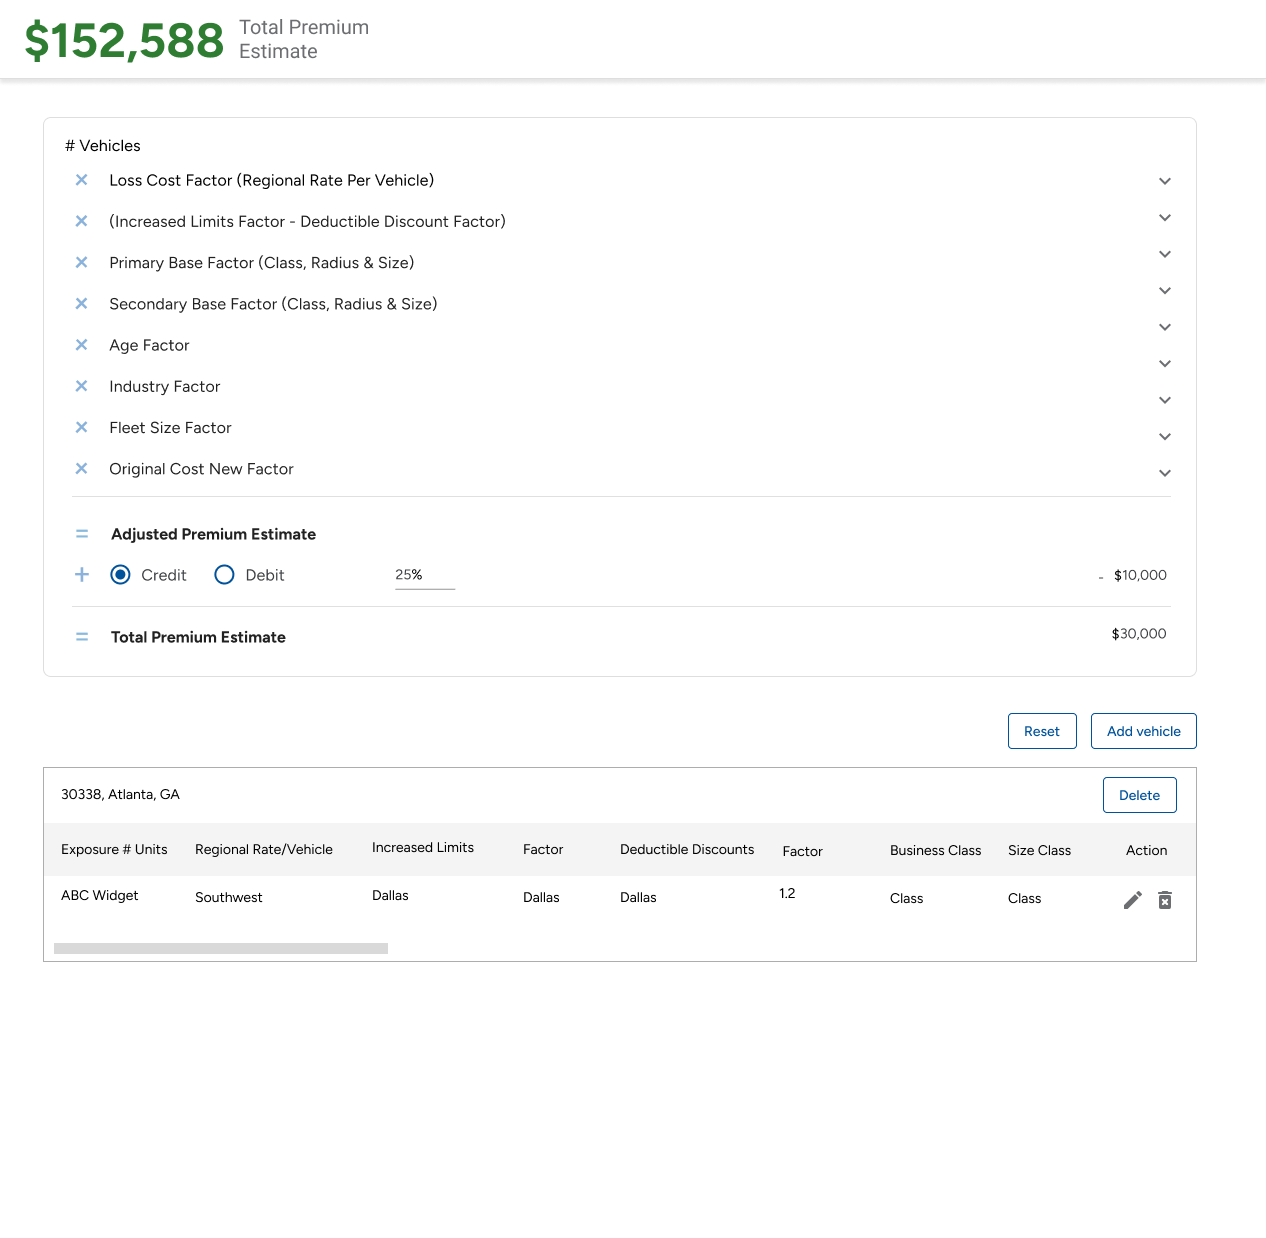 $152,588
Total Premium
Estimate
# Vehicles
× Loss Cost Factor (Regional Rate Per Vehicle)
× (Increased Limits Factor - Deductible Discount Factor)
× Primary Base Factor (Class, Radius & Size)
× Secondary Base Factor (Class, Radius & Size)
× Age Factor
× Industry Factor
× Fleet Size Factor
× Original Cost New Factor
= Adjusted Premium Estimate
+ Credit Debit 25% - $10,000
= Total Premium Estimate $30,000
Reset Add vehicle
30338, Atlanta, GA Delete
Exposure # Units Regional Rate/Vehicle Increased Limits Factor Deductible Discounts Factor Business Class Size Class Action
ABC Widget Southwest Dallas Dallas Dallas 1.2 Class Class